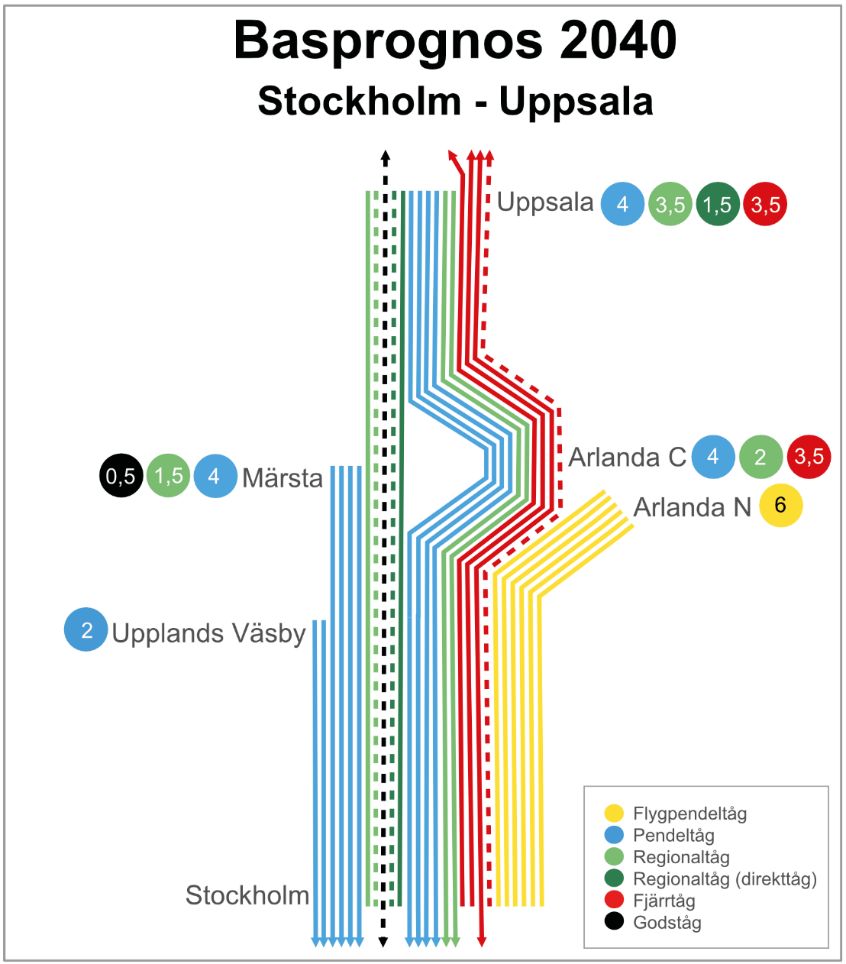 Basprognos 2040
Stockholm - Uppsala
Uppsala 4 3,5 1,5 3,5
Arlanda C 4 2 3,5
0,5 1,5 4 Märsta
Arlanda N 6
2 Upplands Väsby
Stockholm
Flygpendeltåg
Pendeltåg
Regionaltåg
Regionaltåg (direkttåg)
Fjärrtåg
Godståg